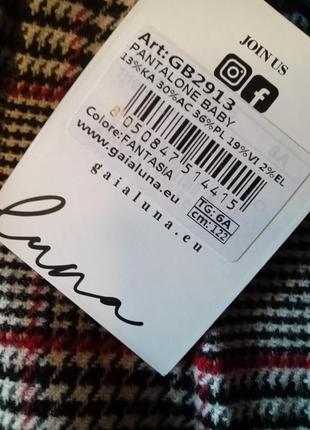 JOIN US
Art: GB2913
PANTALONE BABY
13%KA 30%AC 36%PL 19%VI 2%EL
8050847514415
Colore:FANTASIA
TG: 6A
cm: 122
www.gaialuna.eu
gaialuna.eu
Luna